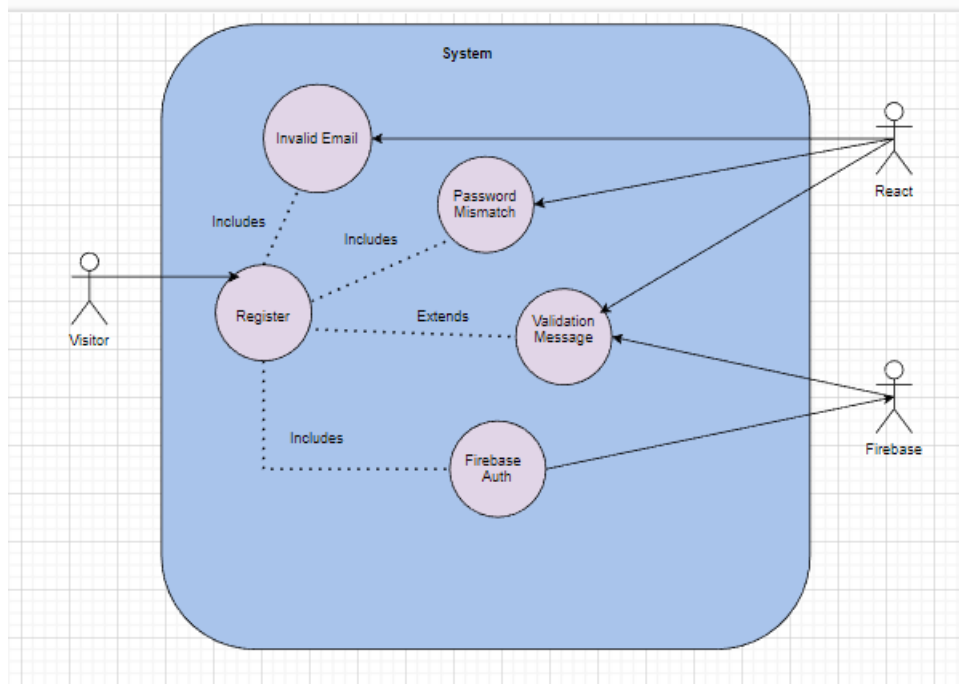 System
Invalid Email
React
Password
Mismatch
Includes
Includes
Visitor
Register
Extends
Validation
Message
Firebase
Includes
Firebase
Auth